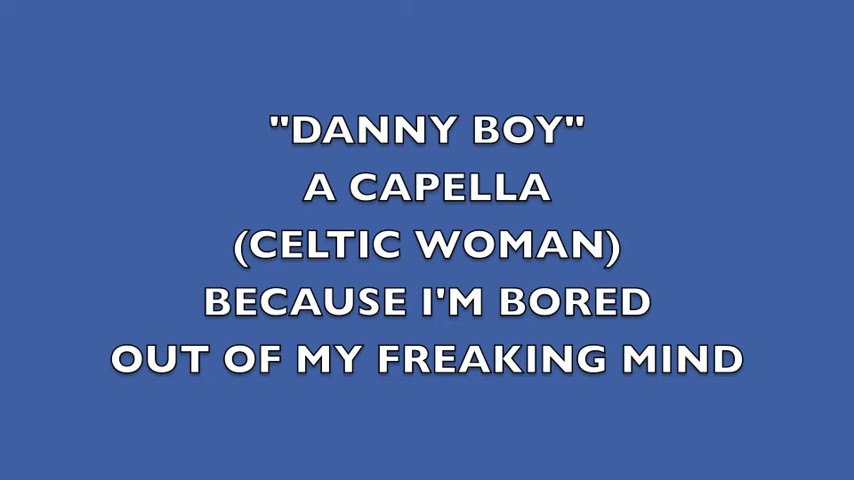 "DANNY BOY"
A CAPELLA
(CELTIC WOMAN)
BECAUSE I'M BORED
OUT OF MY FREAKING MIND